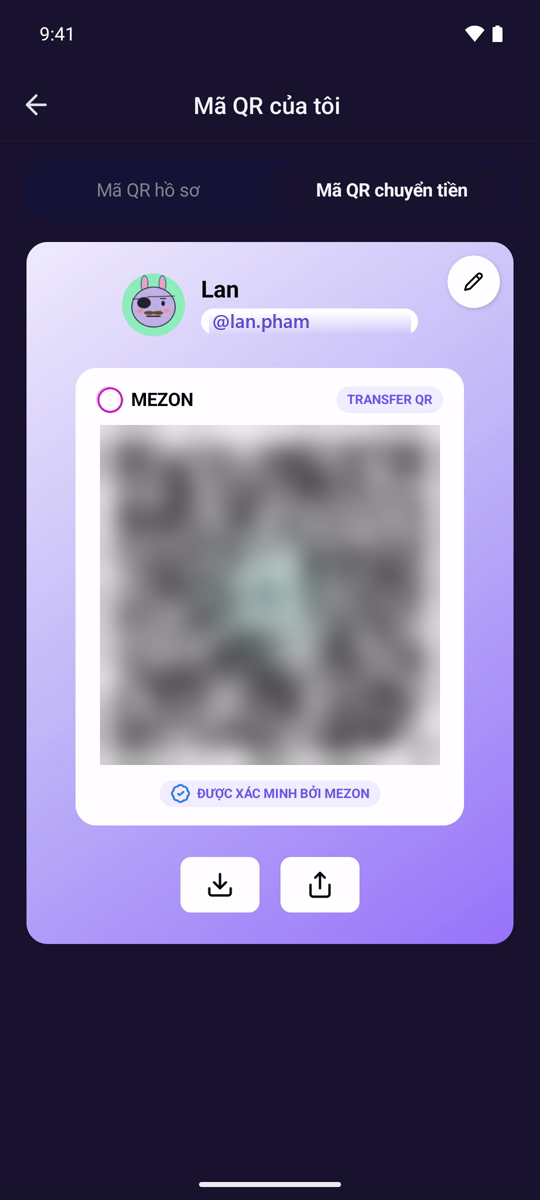 9:41
Mã QR của tôi
Mã QR hồ sơ
Mã QR chuyển tiền
Lan
@lan.pham
MEZON
TRANSFER QR
ĐƯỢC XÁC MINH BỞI MEZON